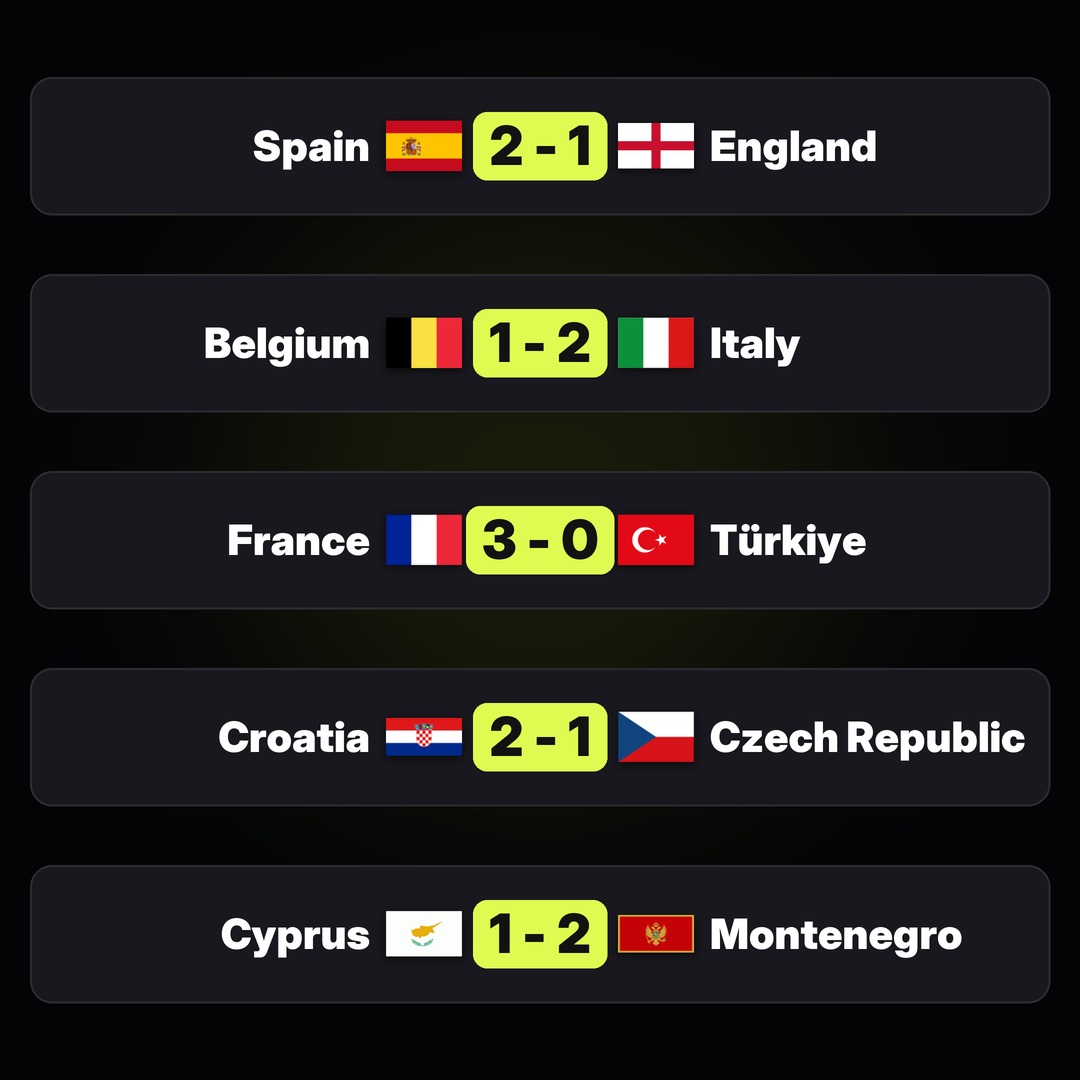 Spain 2 - 1 England
Belgium 1 - 2 Italy
France 3 - 0 Türkiye
Croatia 2 - 1 Czech Republic
Cyprus 1 - 2 Montenegro